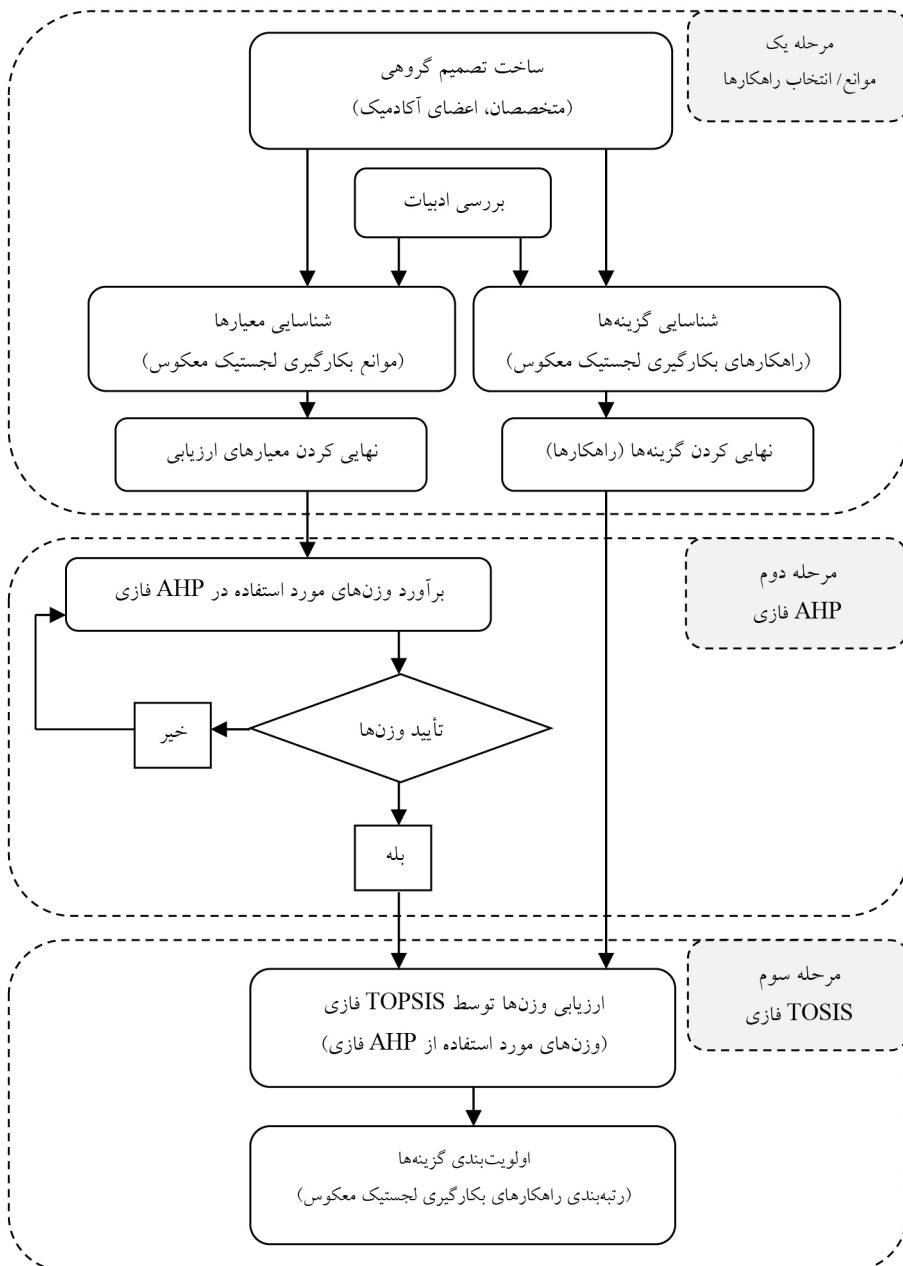 مرحله یک
موانع/ انتخاب راهکارها
ساخت تصمیم گروهی
(متخصصان، اعضای آکادمیک)
بررسی ادبیات
شناسایی گزینه‌ها
(راهکارهای بکارگیری لجستیک معکوس)
شناسایی معیارها
(موانع بکارگیری لجستیک معکوس)
نهایی کردن گزینه‌ها (راهکارها)
نهایی کردن معیارهای ارزیابی
مرحله دوم
AHP فازی
برآورد وزن‌های مورد استفاده در AHP فازی
تأیید وزن‌ها
خیر
بله
مرحله سوم
TOSIS فازی
ارزیابی وزن‌ها توسط TOPSIS فازی
(وزن‌های مورد استفاده از AHP فازی)
اولویت‌بندی گزینه‌ها
(رتبه‌بندی راهکارهای بکارگیری لجستیک معکوس)